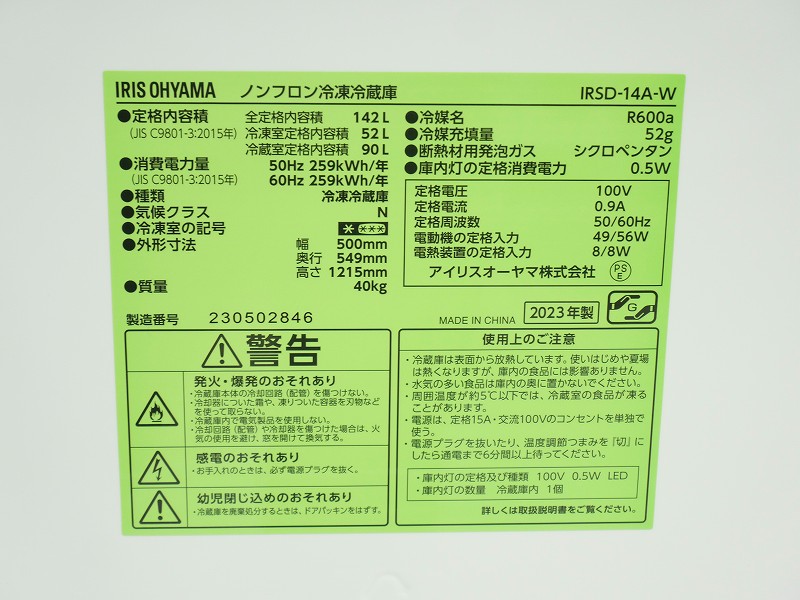 IRIS OHYAMA ノンフロン冷凍冷蔵庫 IRSD-14A-W
●定格内容積 全定格内容積 142L
(JIS C9801-3:2015年) 冷凍室定格内容積 52L
冷蔵室定格内容積 90L
●消費電力量 50Hz 259kWh/年
(JIS C9801-3:2015年) 60Hz 259kWh/年
●種類 冷凍冷蔵庫
●気候クラス N
●冷凍室の記号 * ***
●外形寸法 幅 500mm
奥行 549mm
高さ 1215mm
●質量 40kg
●冷媒名 R600a
●冷媒充填量 52g
●断熱材用発泡ガス シクロペンタン
●庫内灯の定格消費電力 0.5W
定格電圧 100V
定格電流 0.9A
定格周波数 50/60Hz
電動機の定格入力 49/56W
電熱装置の定格入力 8/8W
アイリスオーヤマ株式会社 PSE
製造番号 230502846
MADE IN CHINA 2023年製 G
警告
発火・爆発のおそれあり
・冷蔵庫本体の冷却回路(配管)を傷つけない。
・冷却器についた霜や、凍りついた容器を刃物など
を使って取らない。
・冷蔵庫内で電気製品を使用しない。
・冷却回路(配管)や冷却器を傷つけた場合は、火
気の使用を避け、窓を開けて換気する。
感電のおそれあり
・お手入れのときは、必ず電源プラグを抜く。
幼児閉じ込めのおそれあり
・冷蔵庫を廃棄処分するときは、ドアパッキンをはずす。
使用上のご注意
・冷蔵庫は表面から放熱しています。使いはじめや夏場
は熱くなりますが、庫内の食品には影響ありません。
・水気の多い食品は庫内の奥に置かないでください。
・周囲温度が約5℃以下では、冷蔵室の食品が凍る
ことがあります。
・電源は、定格15A・交流100Vのコンセントを単独で
使う。
・電源プラグを抜いたり、温度調節つまみを「切」に
したら通電まで6分間以上待ってください。
・庫内灯の定格及び種類 100V 0.5W LED
・庫内灯の数量 冷蔵庫内 1個
詳しくは取扱説明書をご覧ください。